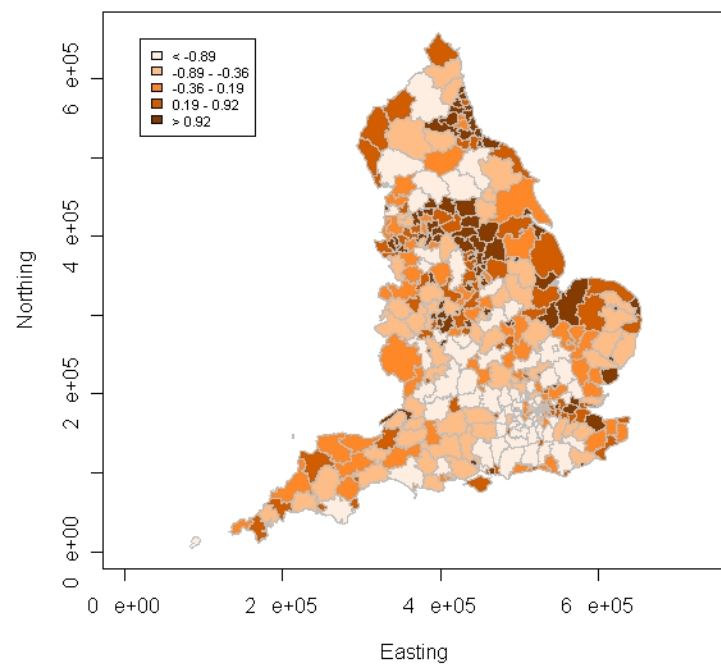 < -0.89
-0.89 - -0.36
-0.36 - 0.19
0.19 - 0.92
> 0.92
6 e+05
4 e+05
2 e+05
0 e+00
Northing
0 e+00 2 e+05 4 e+05 6 e+05
Easting